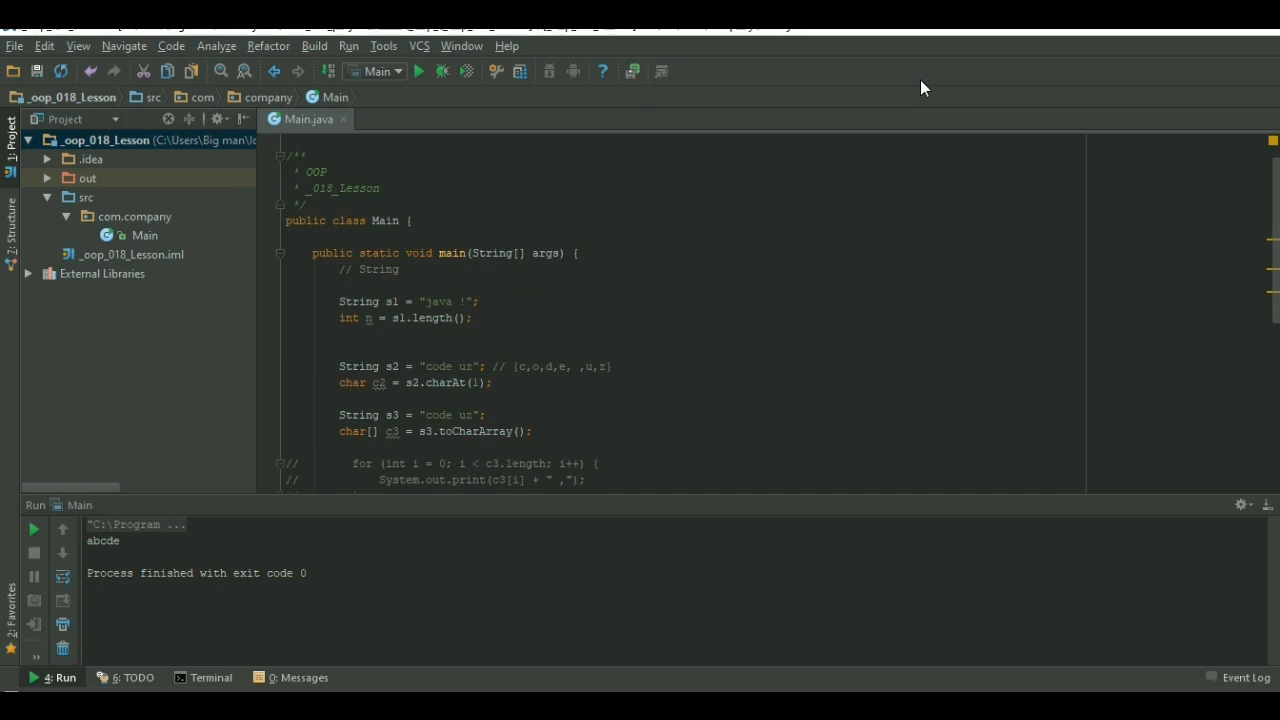 File Edit View Navigate Code Analyze Refactor Build Run Tools VCS Window Help
Main
_oop_018_Lesson src com company Main
1: Project
7: Structure
2: Favorites
Project
_oop_018_Lesson (C:\Users\Big man\
.idea
out
src
com.company
Main
_oop_018_Lesson.iml
External Libraries
Main.java
/**
* OOP
* _018_Lesson
*/
public class Main {
public static void main(String[] args) {
// String
String s1 = "java !";
int n = s1.length();
String s2 = "code uz"; // {c,o,d,e, ,u,z}
char c2 = s2.charAt(1);
String s3 = "code uz";
char[] c3 = s3.toCharArray();
// for (int i = 0; i < c3.length; i++) {
// System.out.print(c3[i] + " ,");
Run Main
"C:\Program ...
abcde
Process finished with exit code 0
4: Run 6: TODO Terminal 0: Messages Event Log